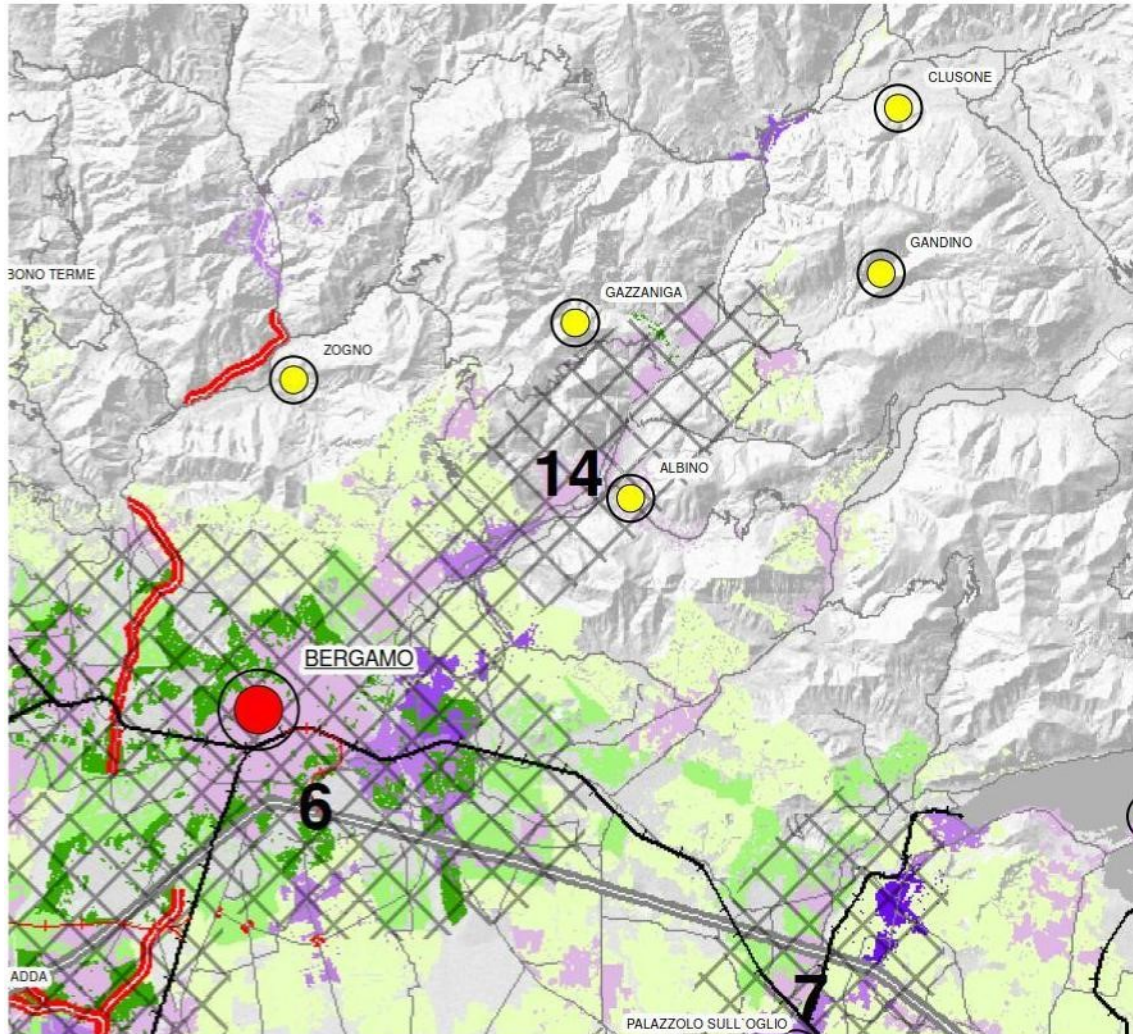 CLUSONE
GANDINO
BONO TERME
GAZZANIGA
ZOGNO
14
ALBINO
BERGAMO
6
ADDA
7
PALAZZOLO SULL`OGLIO